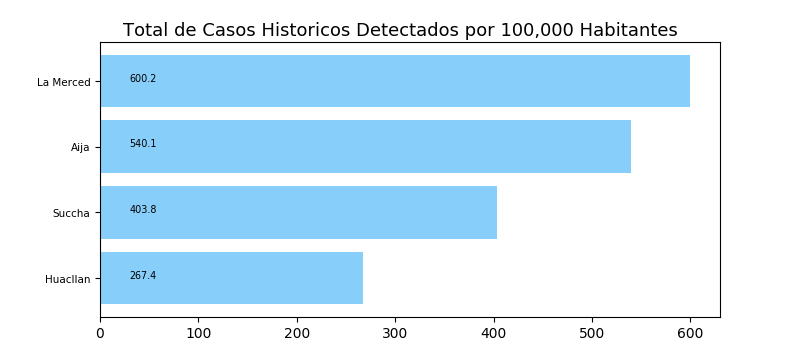 Total de Casos Historicos Detectados por 100,000 Habitantes
La Merced 600.2
Aija 540.1
Succha 403.8
Huacllan 267.4
0 100 200 300 400 500 600